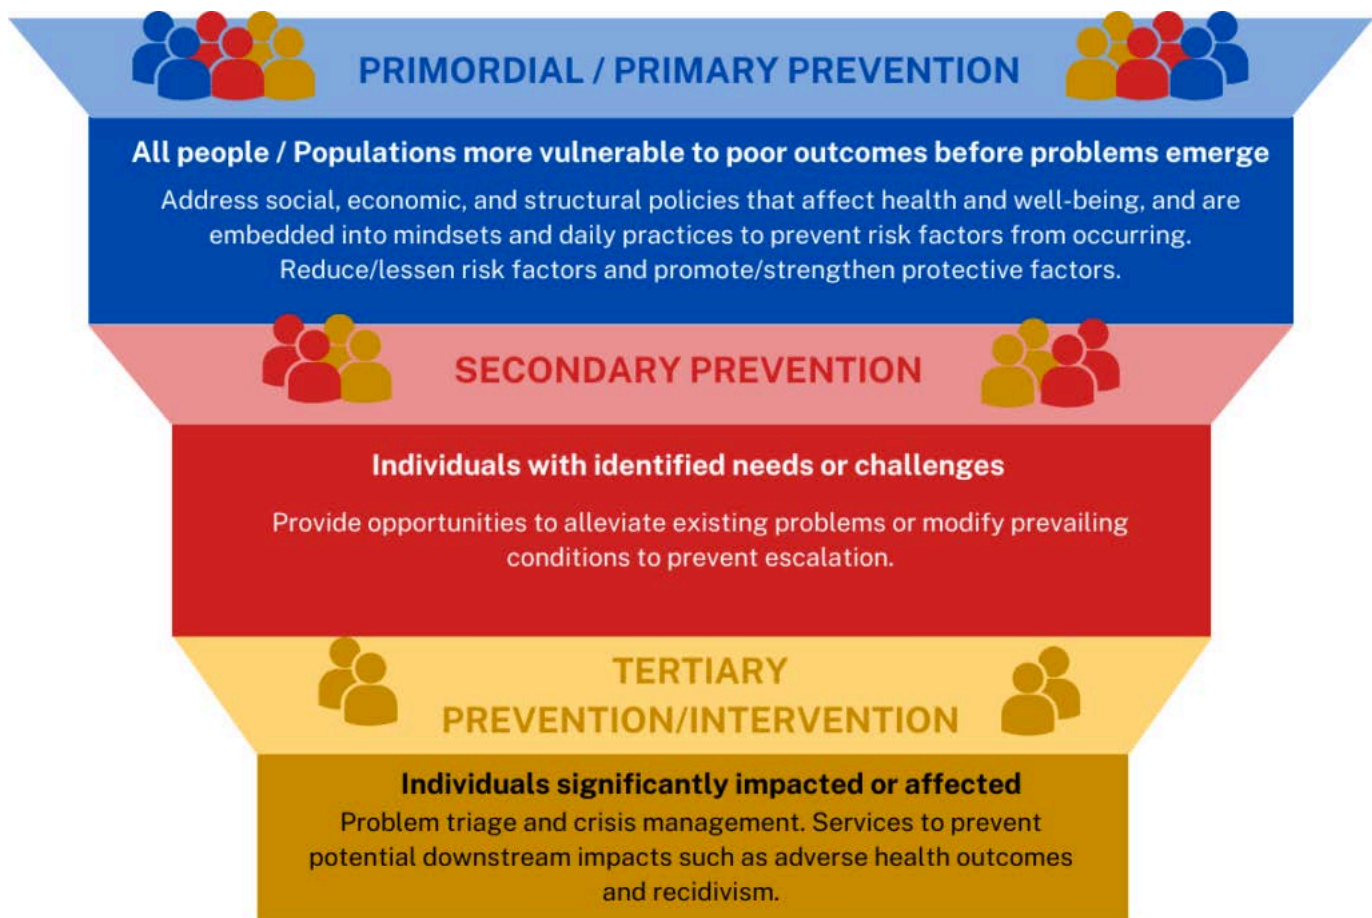 PRIMORDIAL / PRIMARY PREVENTION
All people / Populations more vulnerable to poor outcomes before problems emerge
Address social, economic, and structural policies that affect health and well-being, and are
embedded into mindsets and daily practices to prevent risk factors from occurring.
Reduce/lessen risk factors and promote/strengthen protective factors.
SECONDARY PREVENTION
Individuals with identified needs or challenges
Provide opportunities to alleviate existing problems or modify prevailing
conditions to prevent escalation.
TERTIARY
PREVENTION/INTERVENTION
Individuals significantly impacted or affected
Problem triage and crisis management. Services to prevent
potential downstream impacts such as adverse health outcomes
and recidivism.